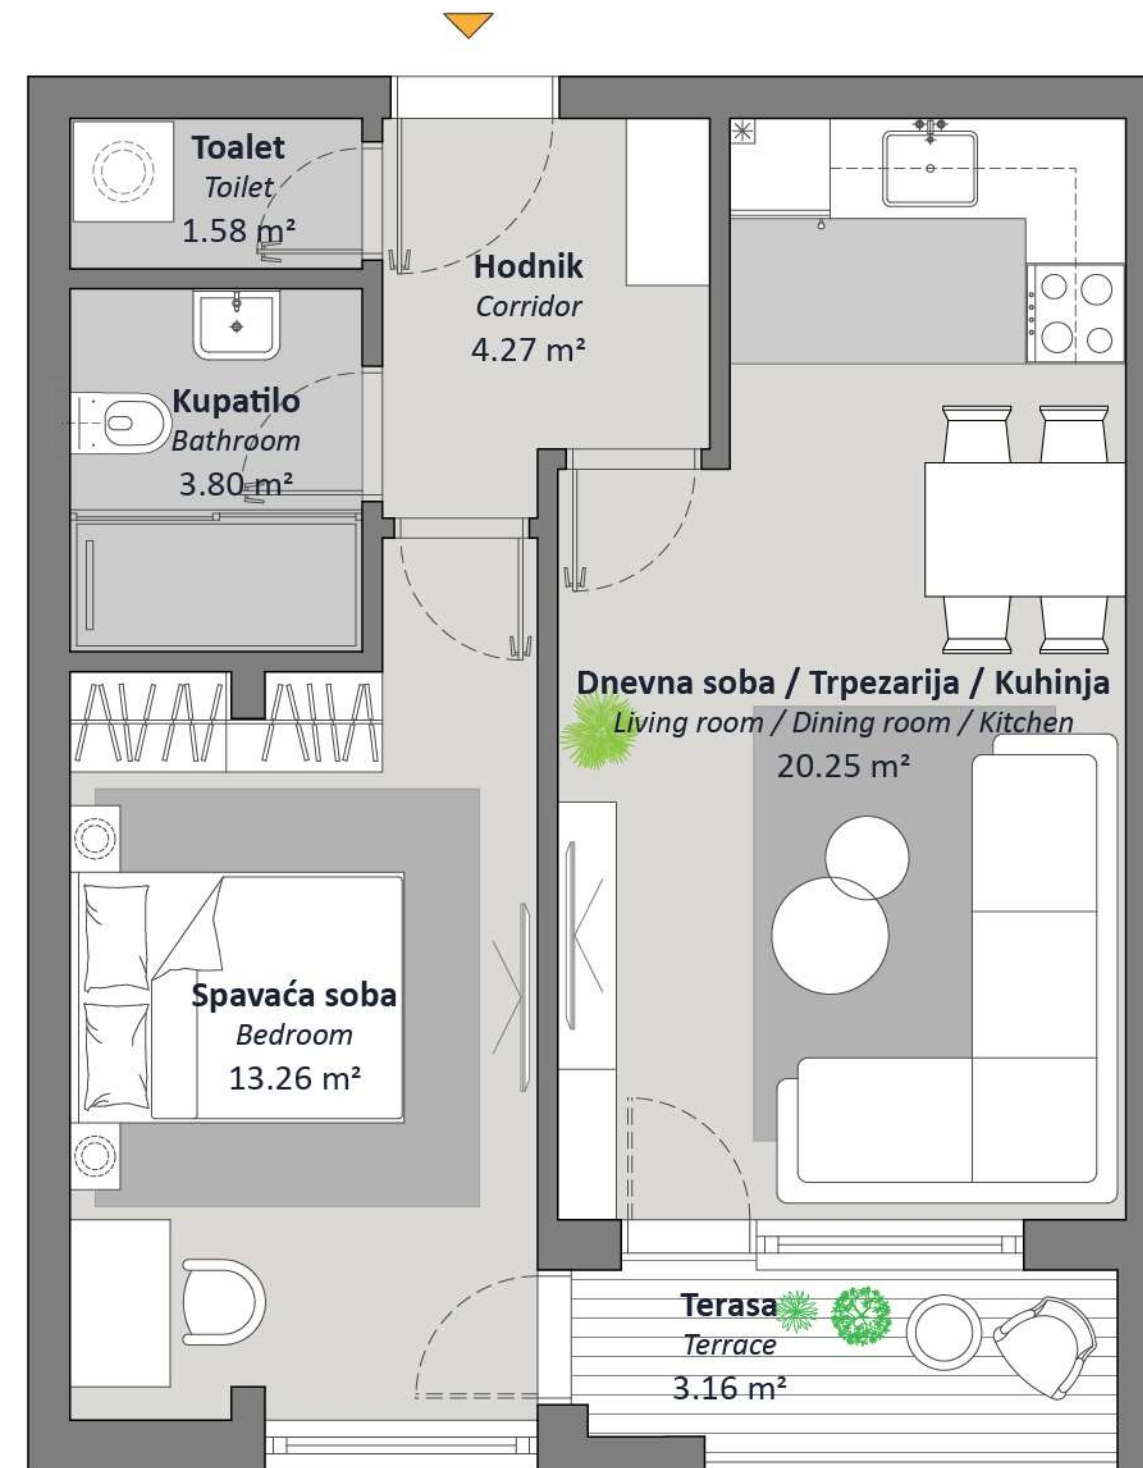 Toalet
Toilet
1.58 m²
Hodnik
Corridor
4.27 m²
Kupatilo
Bathroom
3.80 m²
Dnevna soba / Trpezarija / Kuhinja
Living room / Dining room / Kitchen
20.25 m²
Spavaća soba
Bedroom
13.26 m²
Terasa
Terrace
3.16 m²